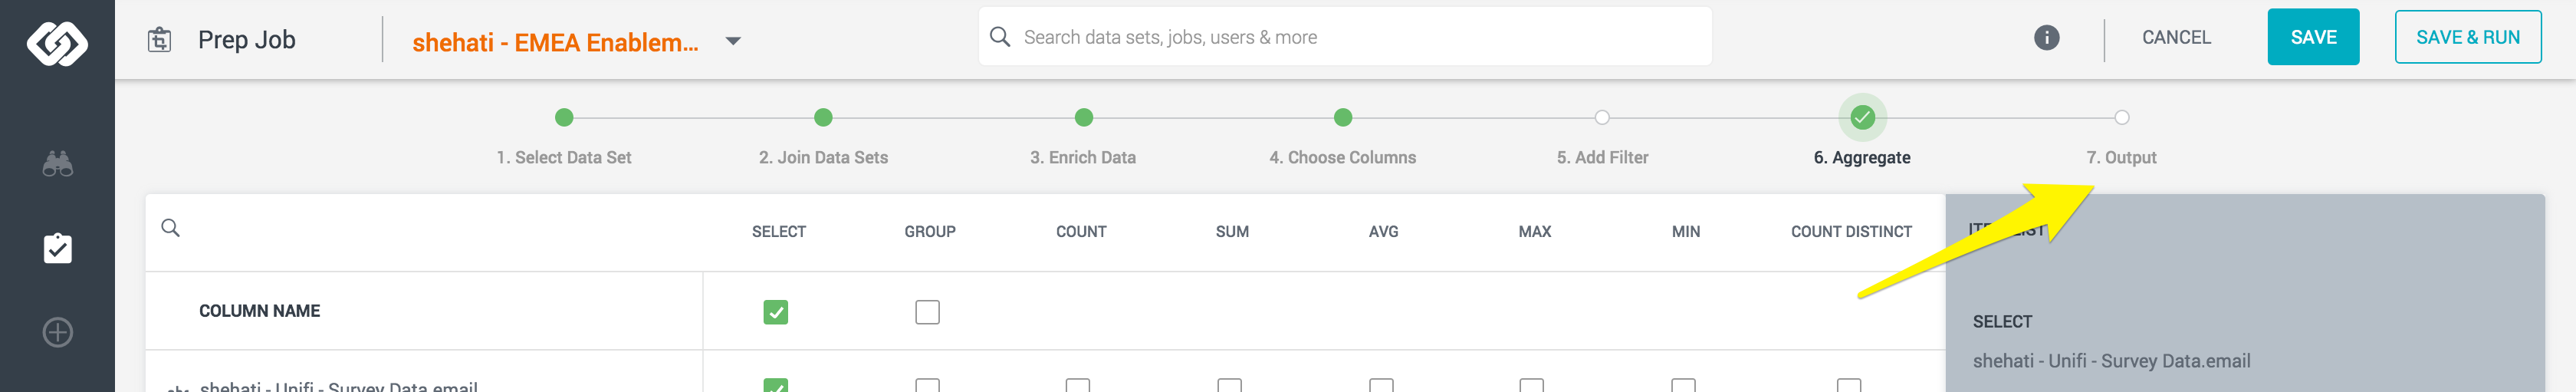 Prep Job
shehati - EMEA Enablem...
Search data sets, jobs, users & more
CANCEL
SAVE
SAVE & RUN
1. Select Data Set
2. Join Data Sets
3. Enrich Data
4. Choose Columns
5. Add Filter
6. Aggregate
7. Output
SELECT
GROUP
COUNT
SUM
AVG
MAX
MIN
COUNT DISTINCT
COLUMN NAME
SELECT
shehati - Unifi - Survey Data.email
shehati - Unifi - Survey Data.email